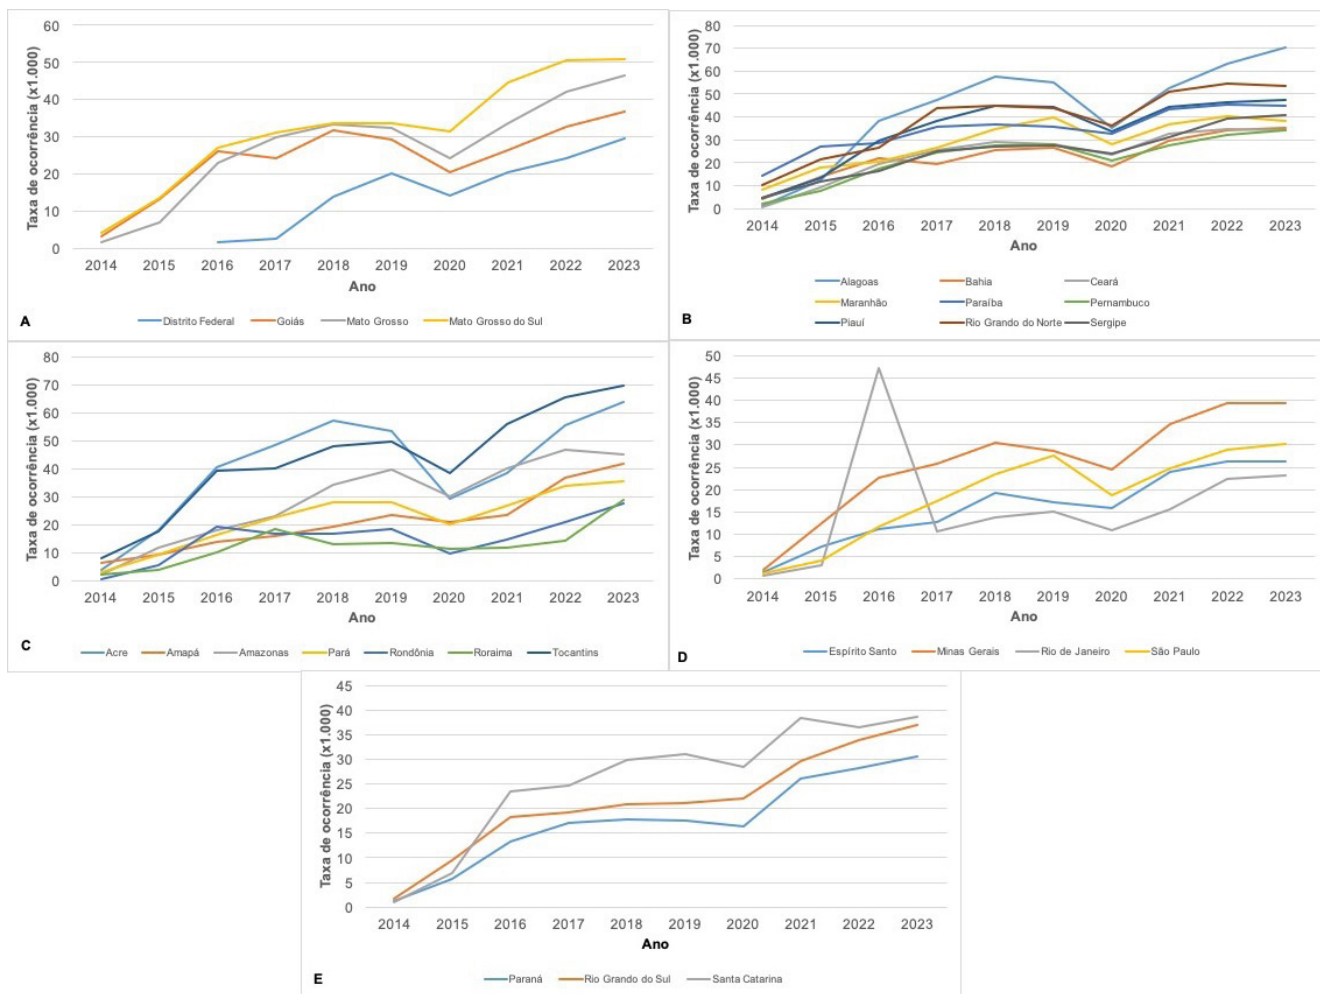 Taxa de ocorrência (x1.000)
60
50
40
30
20
10
0
2014 2015 2016 2017 2018 2019 2020 2021 2022 2023
Ano
Distrito Federal Goiás Mato Grosso Mato Grosso do Sul
A
Taxa de ocorrência (x1.000)
80
70
60
50
40
30
20
10
0
2014 2015 2016 2017 2018 2019 2020 2021 2022 2023
Ano
Alagoas Bahia Ceará
Maranhão Paraíba Pernambuco
Piauí Rio Grande do Norte Sergipe
B
Taxa de ocorrência (x1.000)
80
70
60
50
40
30
20
10
0
2014 2015 2016 2017 2018 2019 2020 2021 2022 2023
Ano
C
Acre Amapá Amazonas Pará Rondônia Roraima Tocantins
Taxa de ocorrência (x1.000)
50
45
40
35
30
25
20
15
10
5
0
2014 2015 2016 2017 2018 2019 2020 2021 2022 2023
Ano
D
Espírito Santo Minas Gerais Rio de Janeiro São Paulo
Taxa de ocorrência (x1.000)
45
40
35
30
25
20
15
10
5
0
2014 2015 2016 2017 2018 2019 2020 2021 2022 2023
Ano
E
Paraná Rio Grande do Sul Santa Catarina